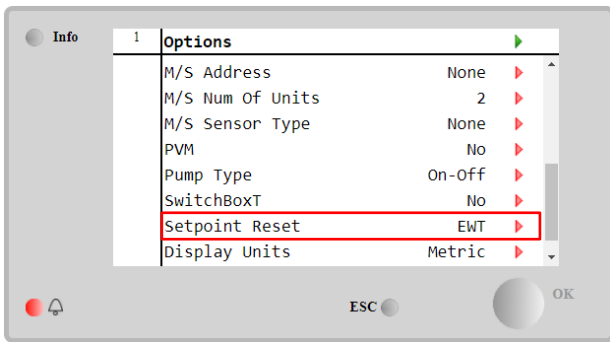 Info
1 Options
M/S Address None
M/S Num Of Units 2
M/S Sensor Type None
PVM No
Pump Type On-Off
SwitchBoxT No
Setpoint Reset EWT
Display Units Metric
ESC
OK